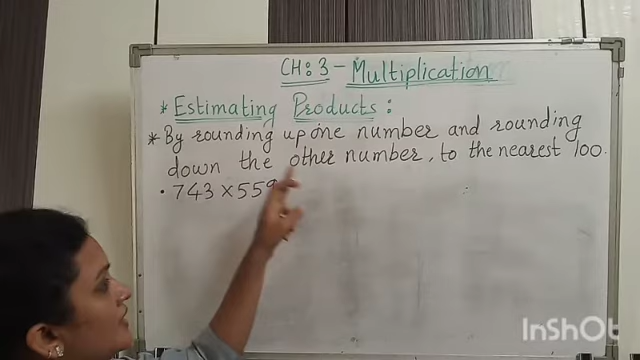 CH: 3 - Multiplication
* Estimating Products:
* By rounding up one number and rounding
down the other number, to the nearest 100.
• 743 × 559
InShOt